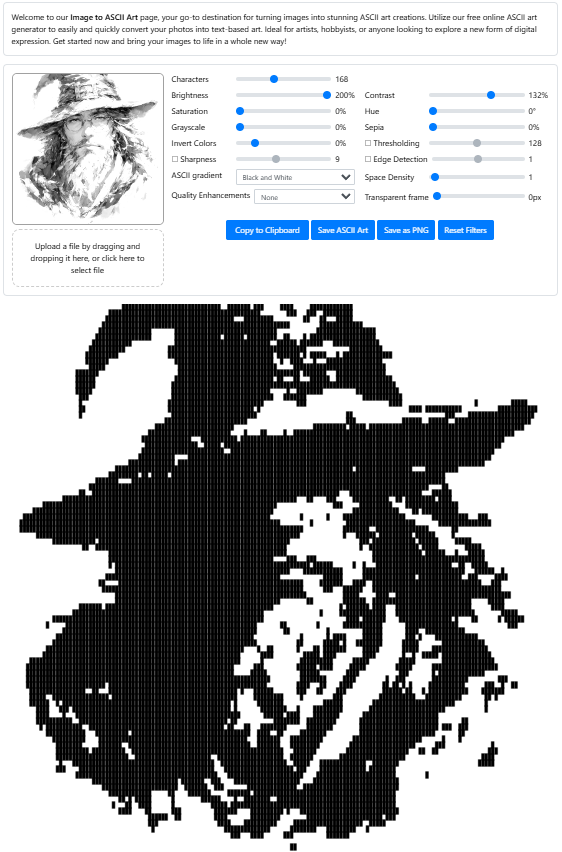 Welcome to our Image to ASCII Art page, your go-to destination for turning images into stunning ASCII art creations. Utilize our free online ASCII art
generator to easily and quickly convert your photos into text-based art. Ideal for artists, hobbyists, or anyone looking to explore a new form of digital
expression. Get started now and bring your images to life in a whole new way!
Characters 168
Brightness 200% Contrast 132%
Saturation 0% Hue 0°
Grayscale 0% Sepia 0%
Invert Colors 0% Thresholding 128
Sharpness 9 Edge Detection 1
ASCII gradient Black and White Space Density 1
Quality Enhancements None Transparent frame 0px
Copy to Clipboard Save ASCII Art Save as PNG Reset Filters
Upload a file by dragging and
dropping it here, or click here to
select file